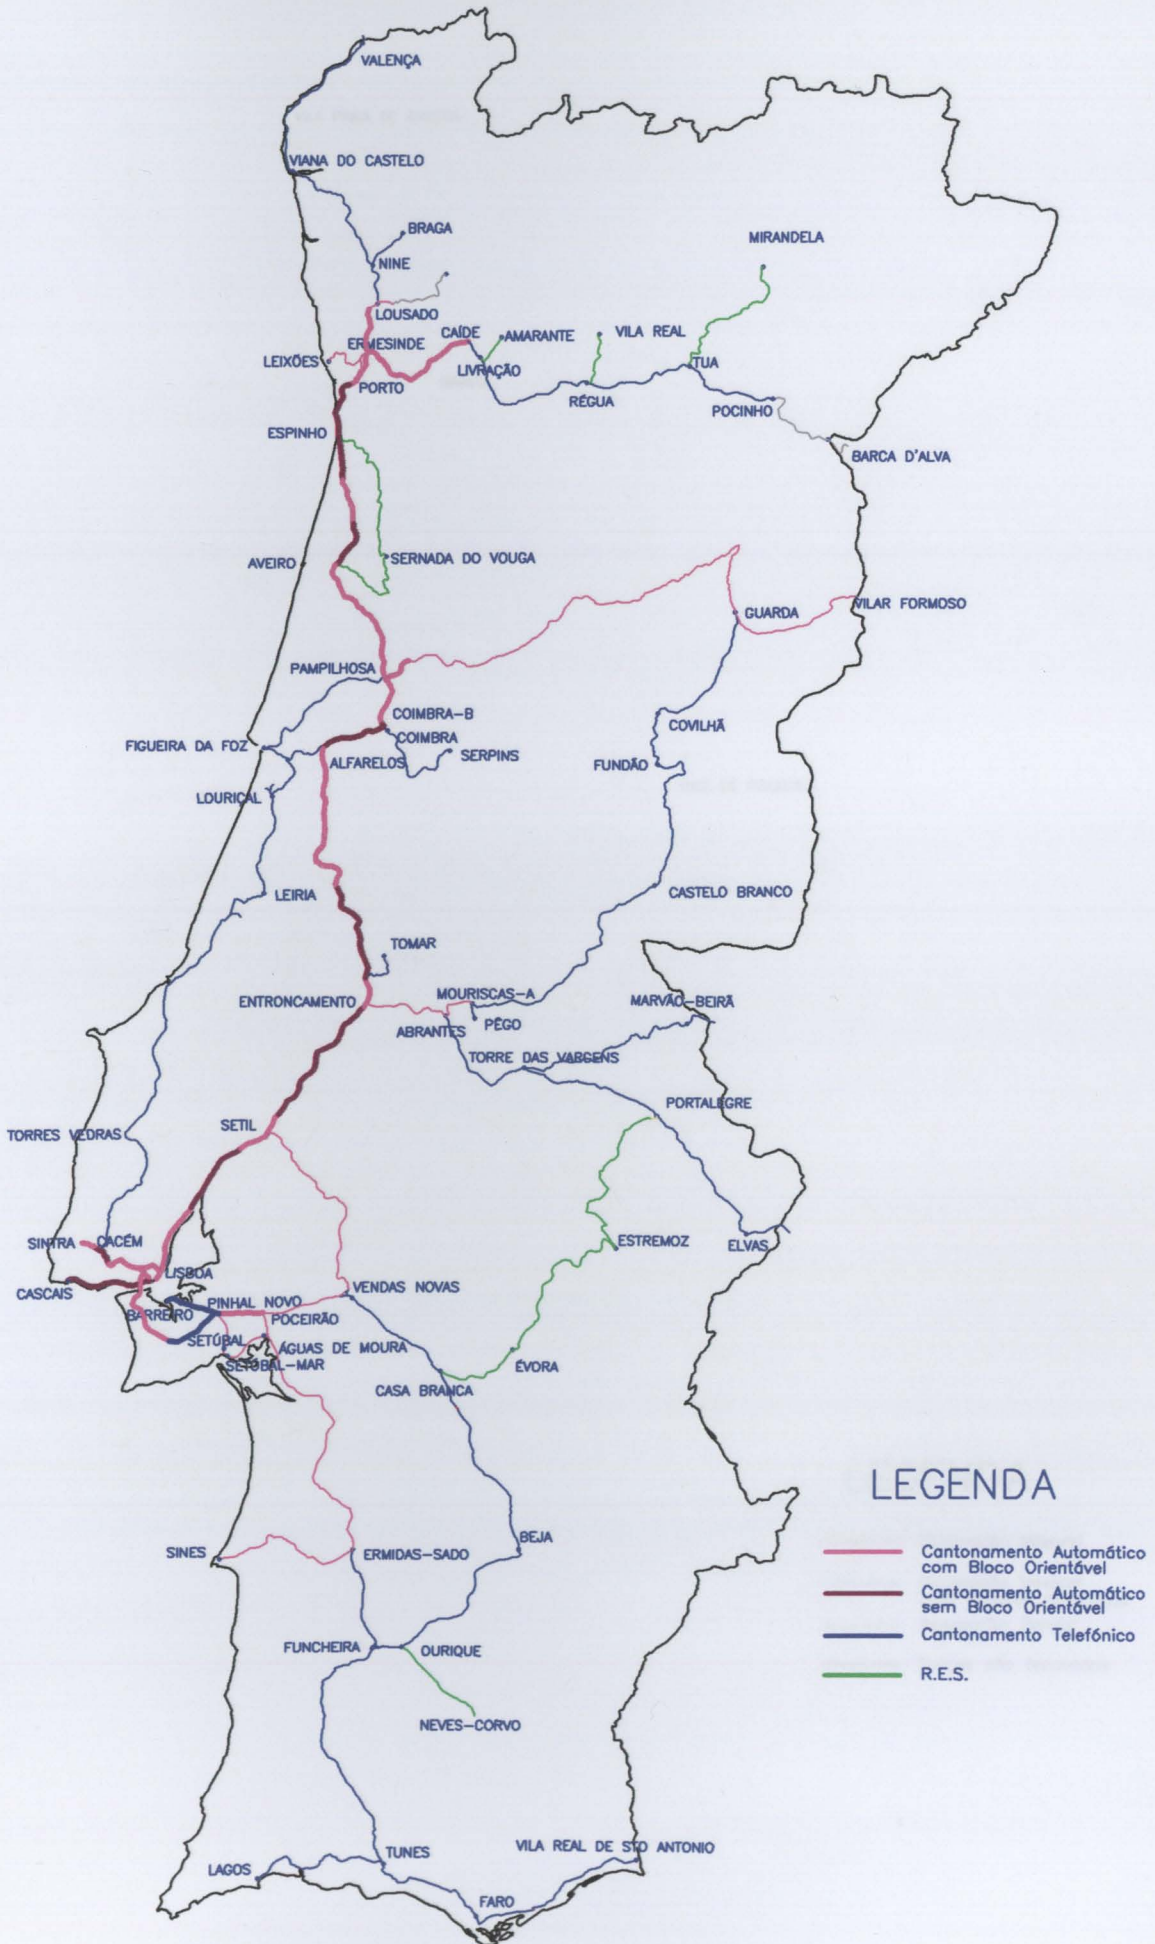 VALENÇA
VIANA DO CASTELO
BRAGA
MIRANDELA
NINE
LOUSADO
ERMESINDE
CAÍDE
AMARANTE
VILA REAL
LEIXÕES
LIVRAÇÃO
TUA
PORTO
RÉGUA
POCINHO
ESPINHO
BARCA D'ALVA
AVEIRO
SERNADA DO VOUGA
VILAR FORMOSO
GUARDA
PAMPILHOSA
COIMBRA-B
COVILHÃ
COIMBRA
FIGUEIRA DA FOZ
SERPINS
ALFARELOS
FUNDÃO
LOURIÇAL
LEIRIA
CASTELO BRANCO
TOMAR
MOURISCAS-A
ENTRONCAMENTO
MARVÃO-BEIRÃ
PÊGO
ABRANTES
TORRE DAS VARGENS
PORTALEGRE
SETIL
TORRES VEDRAS
ESTREMOZ
SINTRA
CACÉM
ELVAS
LISBOA
VENDAS NOVAS
CASCAIS
PINHAL NOVO
BARREIRO
POCEIRÃO
SETÚBAL
ÁGUAS DE MOURA
SETÚBAL-MAR
ÉVORA
CASA BRANCA
BEJA
SINES
ERMIDAS-SADO
FUNCHEIRA
OURIQUE
NEVES-CORVO
VILA REAL DE STO ANTONIO
TUNES
LAGOS
FARO
LEGENDA
Cantonamento Automático
com Bloco Orientável
Cantonamento Automático
sem Bloco Orientável
Cantonamento Telefónico
R.E.S.